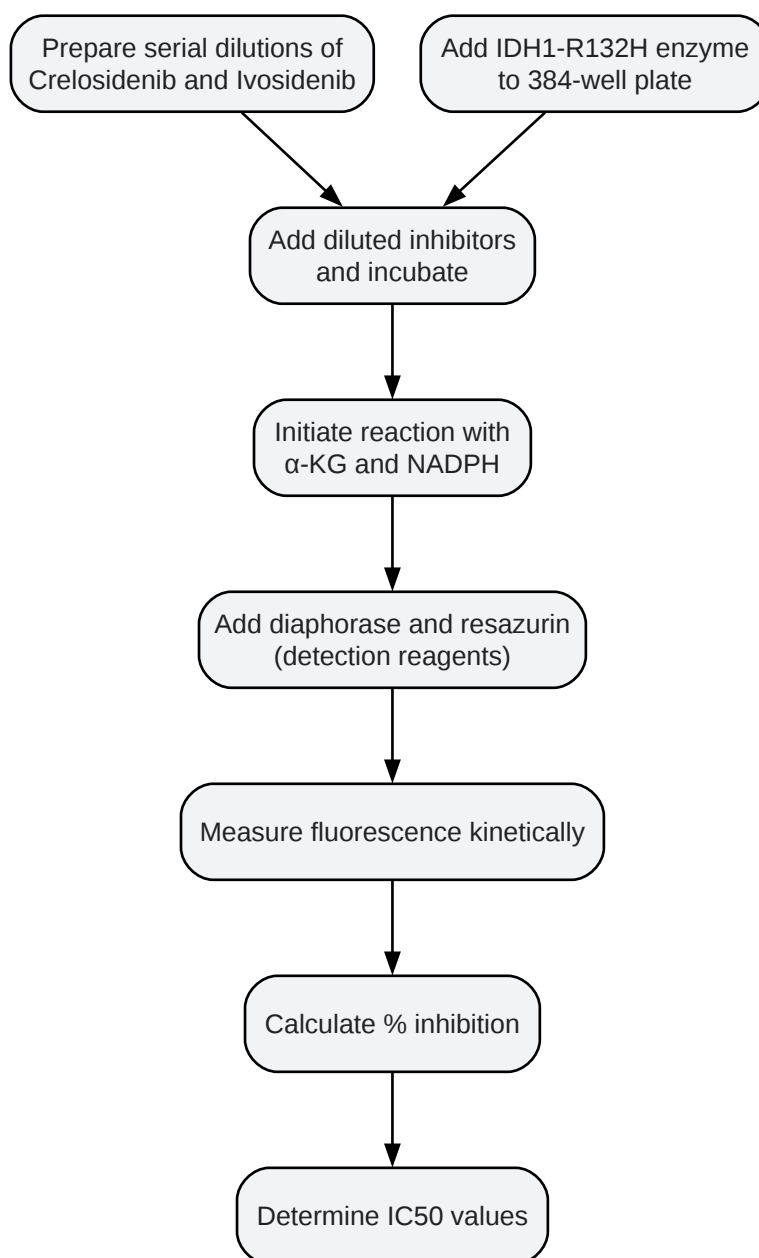 Prepare serial dilutions of
Crelosidenib and Ivosidenib
Add IDH1-R132H enzyme
to 384-well plate
Add diluted inhibitors
and incubate
Initiate reaction with
α-KG and NADPH
Add diaphorase and resazurin
(detection reagents)
Measure fluorescence kinetically
Calculate % inhibition
Determine IC50 values